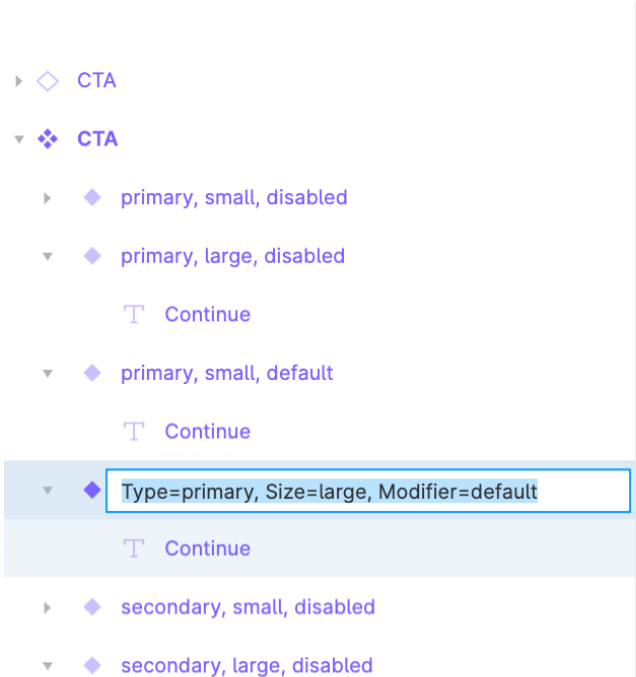 CTA
CTA
primary, small, disabled
primary, large, disabled
Continue
primary, small, default
Continue
Type=primary, Size=large, Modifier=default
Continue
secondary, small, disabled
secondary, large, disabled